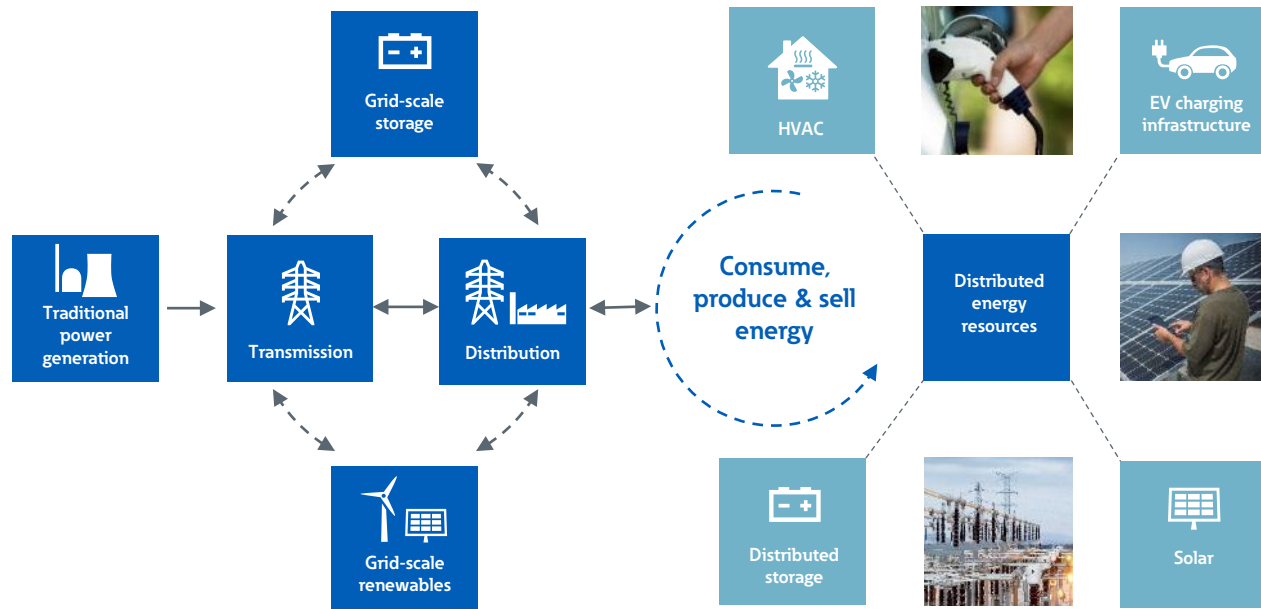 Grid-scale
storage
HVAC
EV charging
infrastructure
Traditional
power
generation
Transmission
Distribution
Consume,
produce & sell
energy
Distributed
energy
resources
Grid-scale
renewables
Distributed
storage
Solar